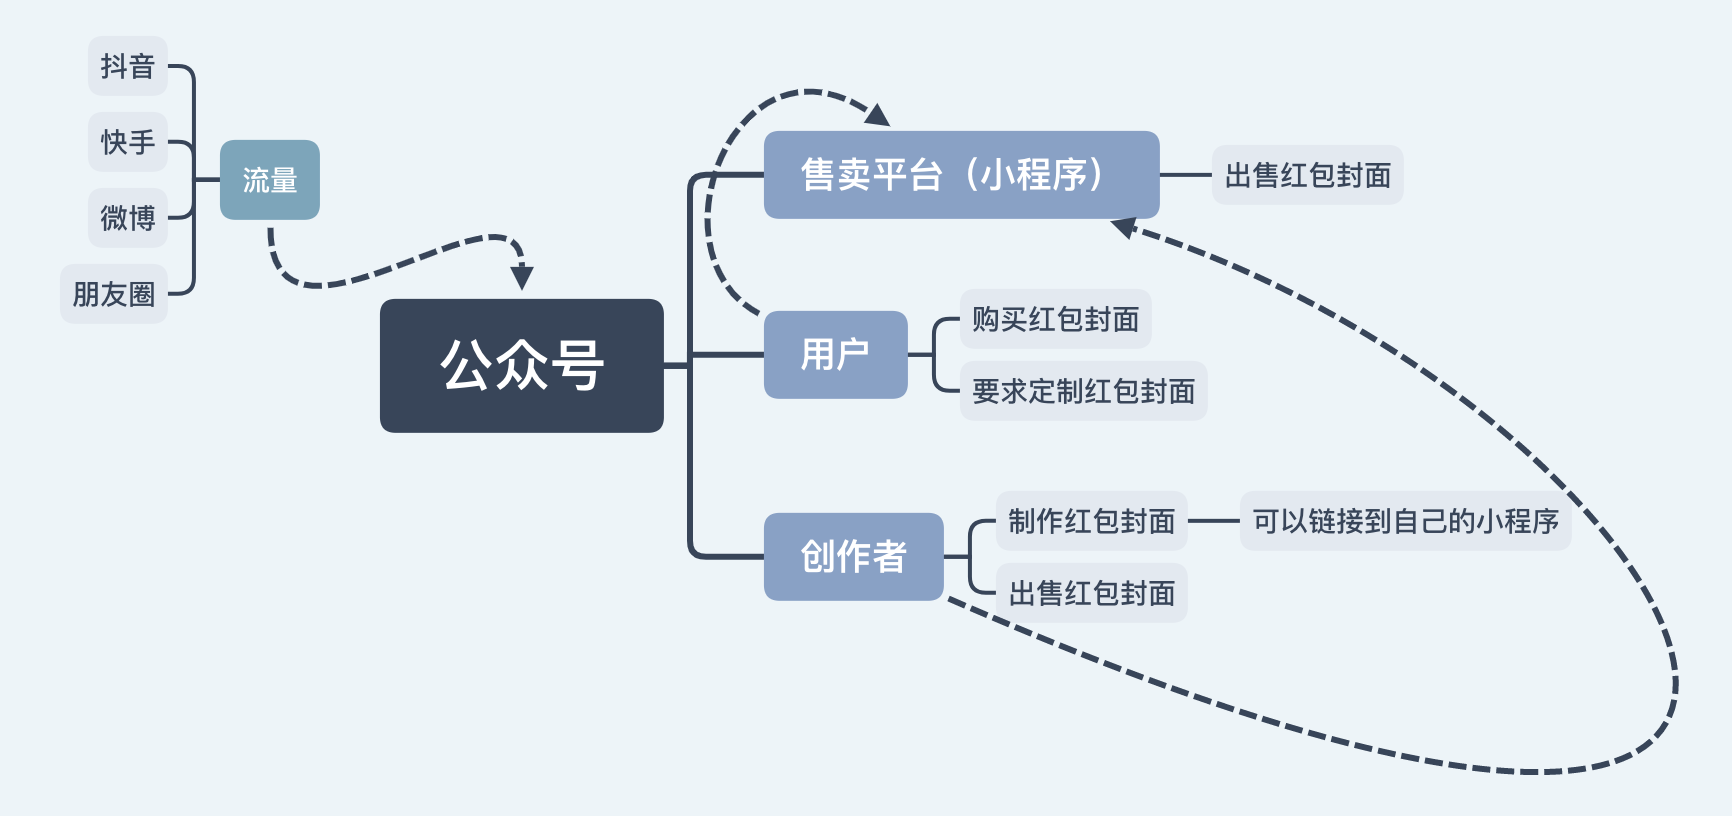 抖音
快手
微博
朋友圈
流量
公众号
售卖平台（小程序）
出售红包封面
用户
购买红包封面
要求定制红包封面
创作者
制作红包封面
可以链接到自己的小程序
出售红包封面